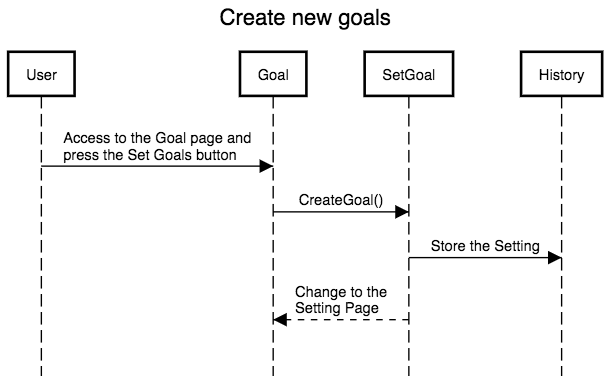 Create new goals
User
Goal
SetGoal
History
Access to the Goal page and
press the Set Goals button
CreateGoal()
Store the Setting
Change to the
Setting Page